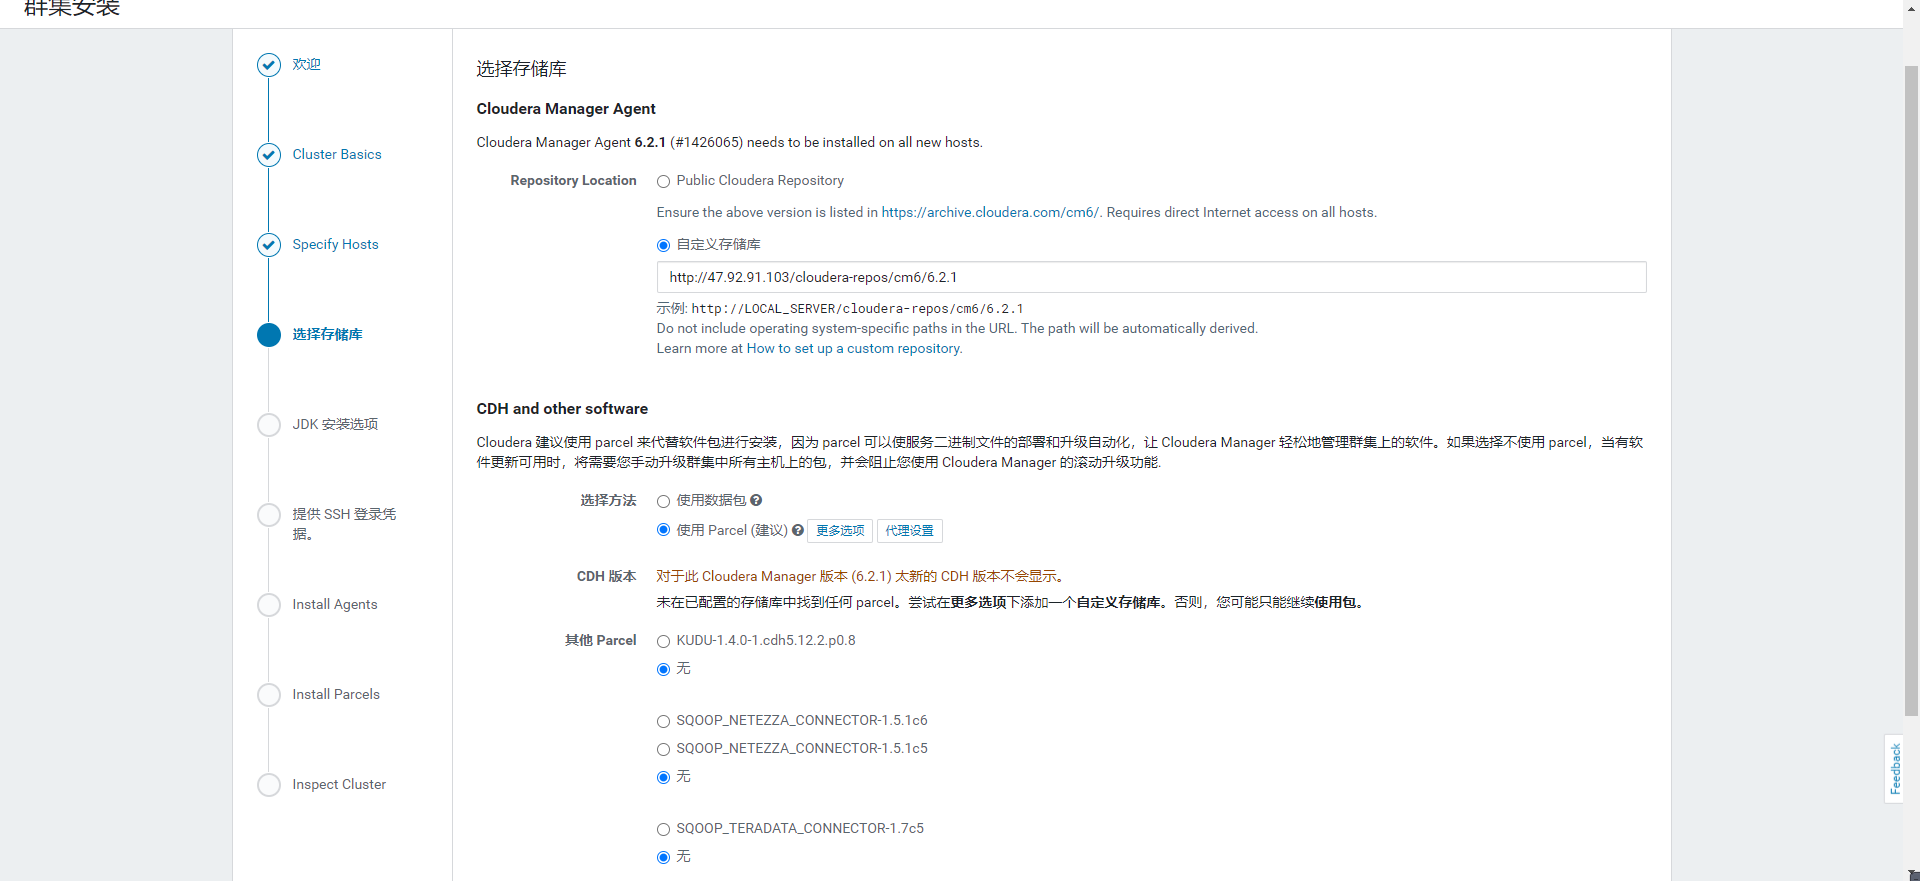 群集安装
欢迎
Cluster Basics
Specify Hosts
选择存储库
JDK 安装选项
提供 SSH 登录凭
据。
Install Agents
Install Parcels
Inspect Cluster
选择存储库
Cloudera Manager Agent
Cloudera Manager Agent 6.2.1 (#1426065) needs to be installed on all new hosts.
Repository Location
Public Cloudera Repository
Ensure the above version is listed in https://archive.cloudera.com/cm6/. Requires direct Internet access on all hosts.
自定义存储库
http://47.92.91.103/cloudera-repos/cm6/6.2.1
示例: http://LOCAL_SERVER/cloudera-repos/cm6/6.2.1
Do not include operating system-specific paths in the URL. The path will be automatically derived.
Learn more at How to set up a custom repository.
CDH and other software
Cloudera 建议使用 parcel 来代替软件包进行安装，因为 parcel 可以使服务二进制文件的部署和升级自动化，让 Cloudera Manager 轻松地管理群集上的软件。如果选择不使用 parcel，当有软
件更新可用时，将需要您手动升级群集中所有主机上的包，并会阻止您使用 Cloudera Manager 的滚动升级功能.
选择方法
使用数据包
使用 Parcel (建议) 更多选项 代理设置
CDH 版本
对于此 Cloudera Manager 版本 (6.2.1) 太新的 CDH 版本不会显示。
未在已配置的存储库中找到任何 parcel。尝试在更多选项下添加一个自定义存储库。否则，您可能只能继续使用包。
其他 Parcel
KUDU-1.4.0-1.cdh5.12.2.p0.8
无
SQOOP_NETEZZA_CONNECTOR-1.5.1c6
SQOOP_NETEZZA_CONNECTOR-1.5.1c5
无
SQOOP_TERADATA_CONNECTOR-1.7c5
无
Feedback